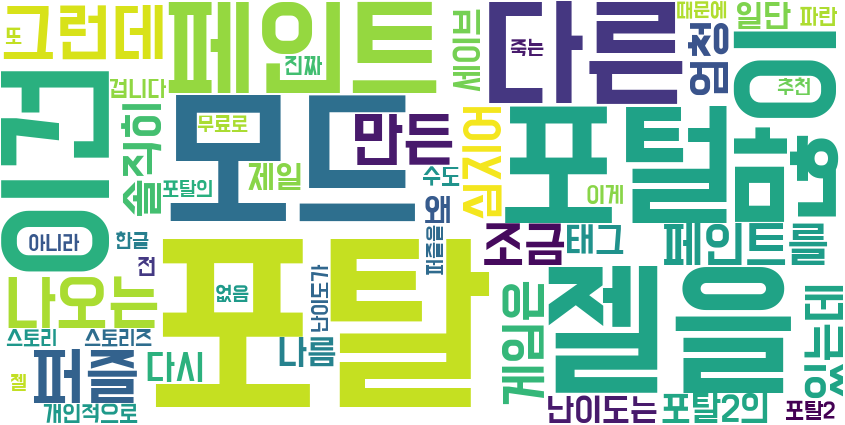 또
그런데
페인트
다른
때문에
일단
파란
겁니다
진짜
세이브
죽는
엄청
추천
이건
솔직히
무료로
모드
만든
심지어
포털
이
험
포탈의
제일
수도
왜
이게
아니라
한글
전
퍼즐을
조금
태그
페인트를
나오는
없음
난이도가
포탈
게임은
젤을
있는데
스토리
스토리즈
젤
퍼즐
다시
나름
개인적으로
난이도는
포탈2의
포탈2